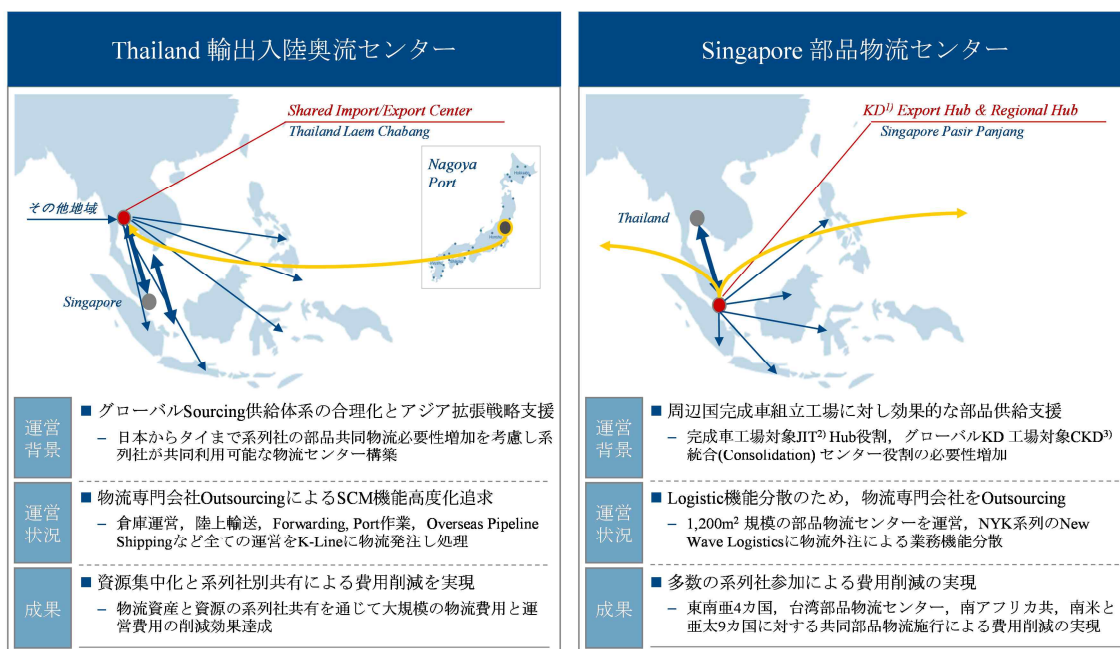 Thailand 輸出入陸奥流センター
Shared Import/Export Center
Thailand Laem Chabang
Nagoya
Port
その他地域
Singapore
運営
背景
■ グローバルSourcing供給体系の合理化とアジア拡張戦略支援
– 日本からタイまで系列社の部品共同物流必要性増加を考慮し系
列社が共同利用可能な物流センター構築
運営
状況
■ 物流専門会社OutsourcingによるSCM機能高度化追求
– 倉庫運営，陸上輸送，Forwarding, Port作業，Overseas Pipeline
Shippingなど全ての運営をK-Lineに物流発注し処理
成果
■ 資源集中化と系列社別共有による費用削減を実現
– 物流資産と資源の系列社共有を通じて大規模の物流費用と運
営費用の削減効果達成
Singapore 部品物流センター
KD1) Export Hub & Regional Hub
Singapore Pasir Panjang
Thailand
運営
背景
■ 周辺国完成車組立工場に対し効果的な部品供給支援
– 完成車工場対象JIT2) Hub役割，グローバルKD 工場対象CKD3)
統合(Consolidation) センター役割の必要性増加
運営
状況
■ Logistic機能分散のため，物流専門会社をOutsourcing
– 1,200m2 規模の部品物流センターを運営，NYK系列のNew
Wave Logisticsに物流外注による業務機能分散
成果
■ 多数の系列社参加による費用削減の実現
– 東南亜4カ国，台湾部品物流センター，南アフリカ共，南米と
亜太9カ国に対する共同部品物流施行による費用削減の実現